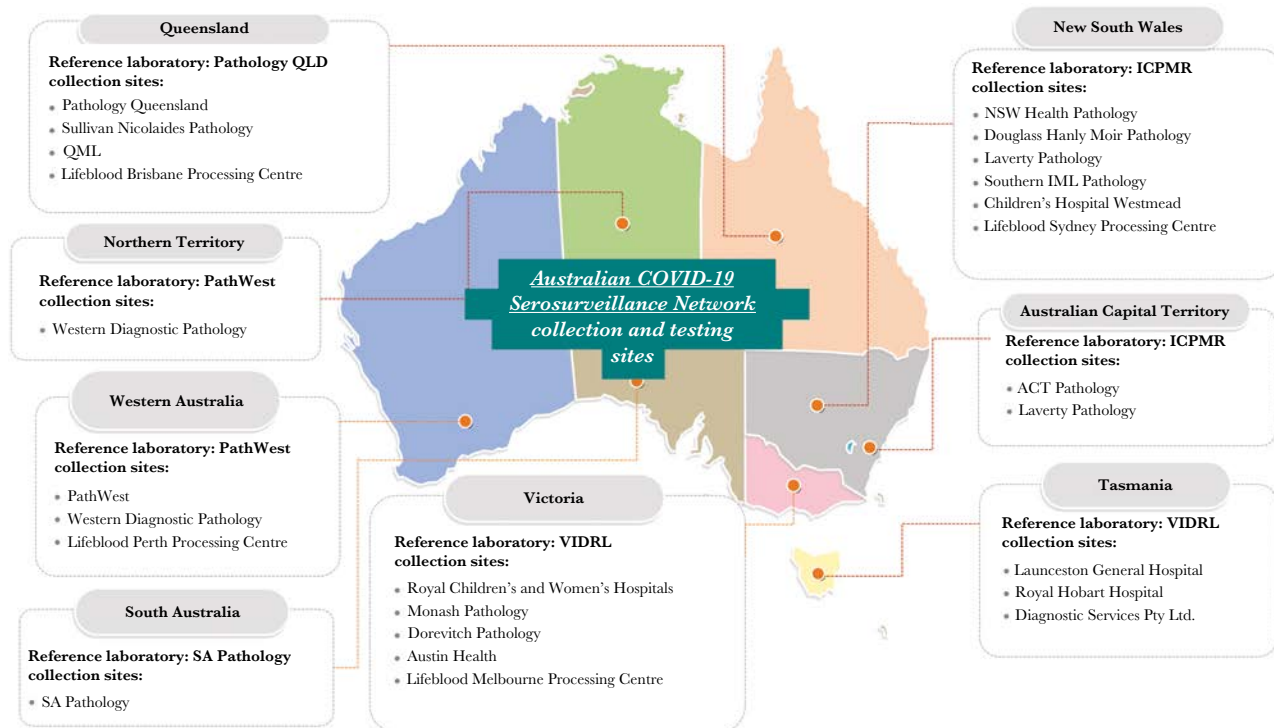 Queensland
Reference laboratory: Pathology QLD
collection sites:
Pathology Queensland
Sullivan Nicolaides Pathology
QML
Lifeblood Brisbane Processing Centre
Northern Territory
Reference laboratory: PathWest
collection sites:
Western Diagnostic Pathology
Western Australia
Reference laboratory: PathWest
collection sites:
PathWest
Western Diagnostic Pathology
Lifeblood Perth Processing Centre
South Australia
Reference laboratory: SA Pathology
collection sites:
SA Pathology
Australian COVID-19
Serosurveillance Network
collection and testing
sites
Victoria
Reference laboratory: VIDRL
collection sites:
Royal Children’s and Women’s Hospitals
Monash Pathology
Dorevitch Pathology
Austin Health
Lifeblood Melbourne Processing Centre
New South Wales
Reference laboratory: ICPMR
collection sites:
NSW Health Pathology
Douglass Hanly Moir Pathology
Laverty Pathology
Southern IML Pathology
Children’s Hospital Westmead
Lifeblood Sydney Processing Centre
Australian Capital Territory
Reference laboratory: ICPMR
collection sites:
ACT Pathology
Laverty Pathology
Tasmania
Reference laboratory: VIDRL
collection sites:
Launceston General Hospital
Royal Hobart Hospital
Diagnostic Services Pty Ltd.